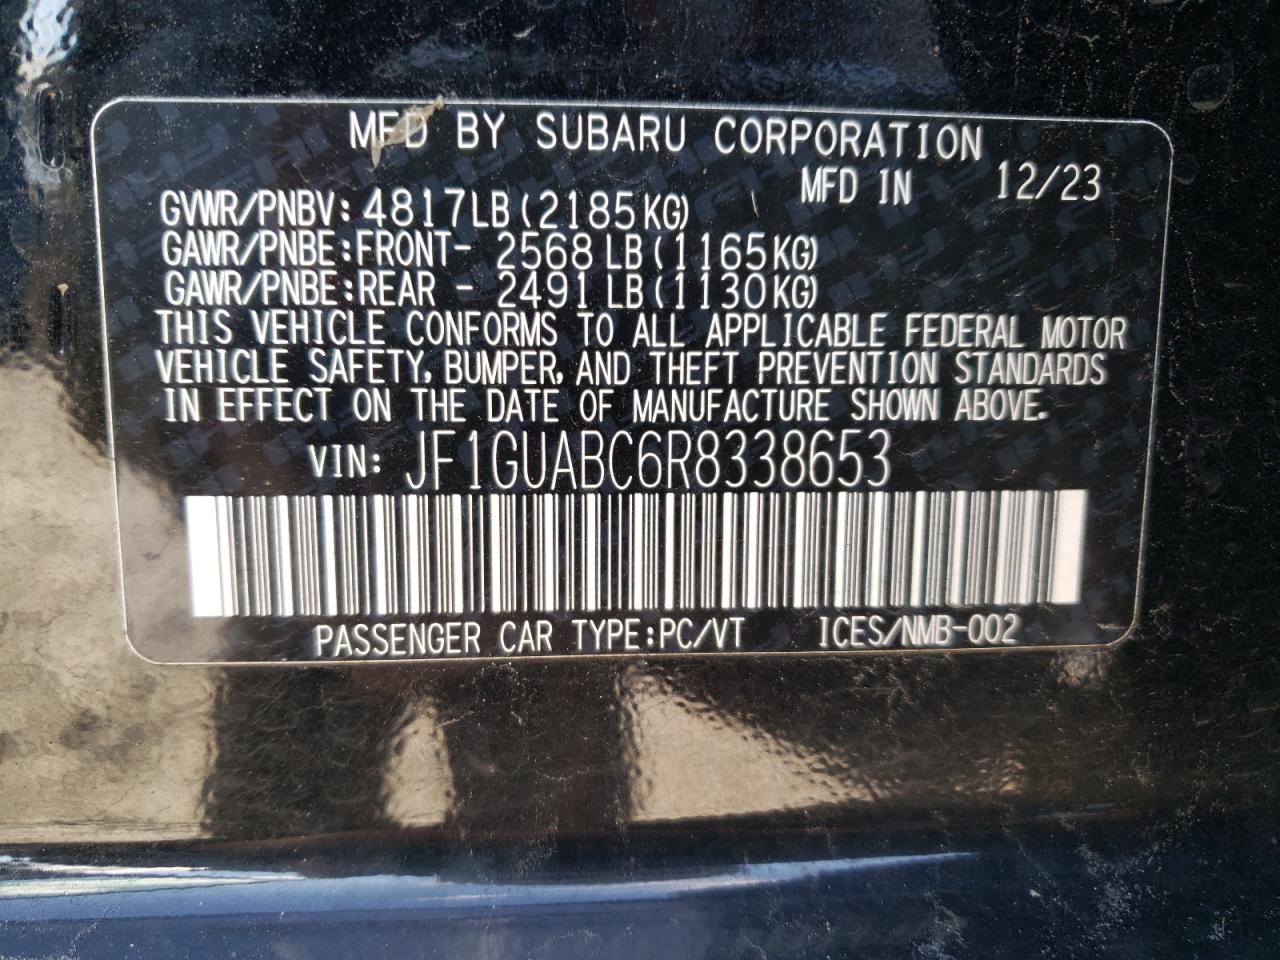 MFD BY SUBARU CORPORATION
MFD IN 12/23
GVWR/PNBV: 4817LB (2185KG)
GAWR/PNBE:FRONT- 2568 LB (1165KG)
GAWR/PNBE:REAR - 2491 LB (1130KG)
THIS VEHICLE CONFORMS TO ALL APPLICABLE FEDERAL MOTOR
VEHICLE SAFETY, BUMPER, AND THEFT PREVENTION STANDARDS
IN EFFECT ON THE DATE OF MANUFACTURE SHOWN ABOVE.
VIN: JF1GUABC6R8338653
PASSENGER CAR TYPE:PC/VT ICES/NMB-002